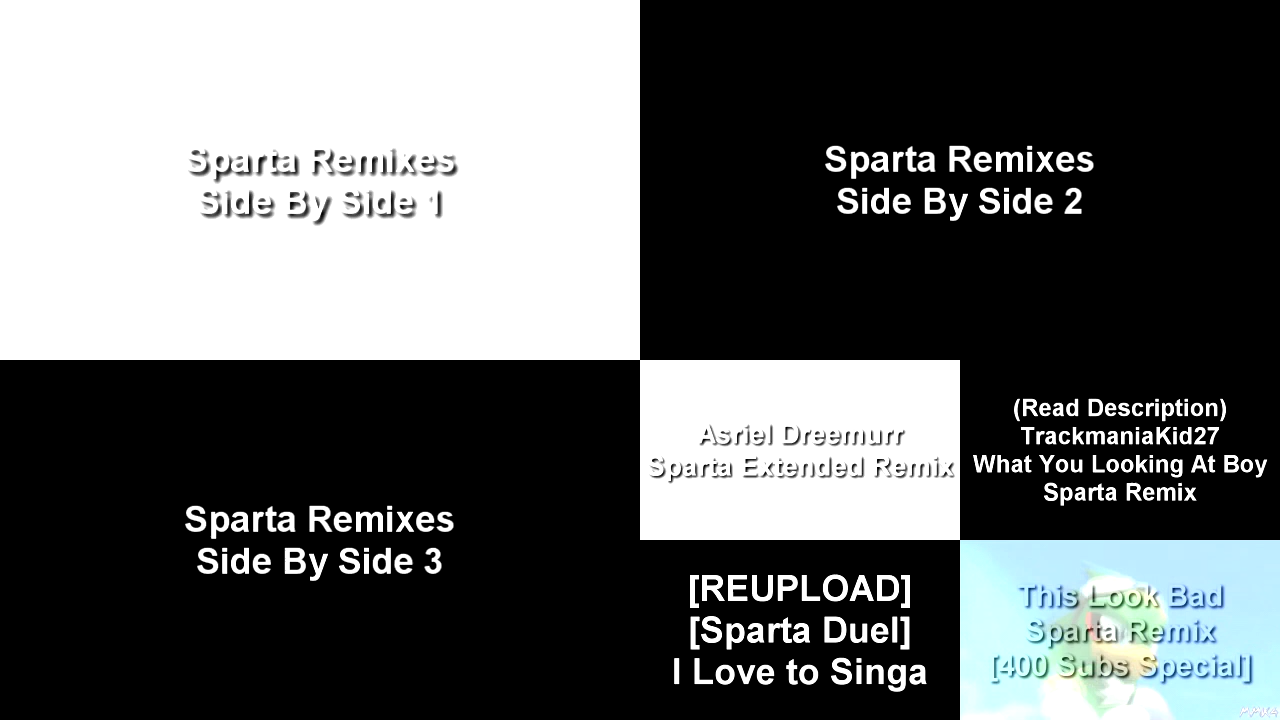 Sparta Remixes
Side By Side 1
Sparta Remixes
Side By Side 2
Sparta Remixes
Side By Side 3
Asriel Dreemurr
Sparta Extended Remix
(Read Description)
TrackmaniaKid27
What You Looking At Boy
Sparta Remix
[REUPLOAD]
[Sparta Duel]
I Love to Singa
This Look Bad
Sparta Remix
[400 Subs Special]